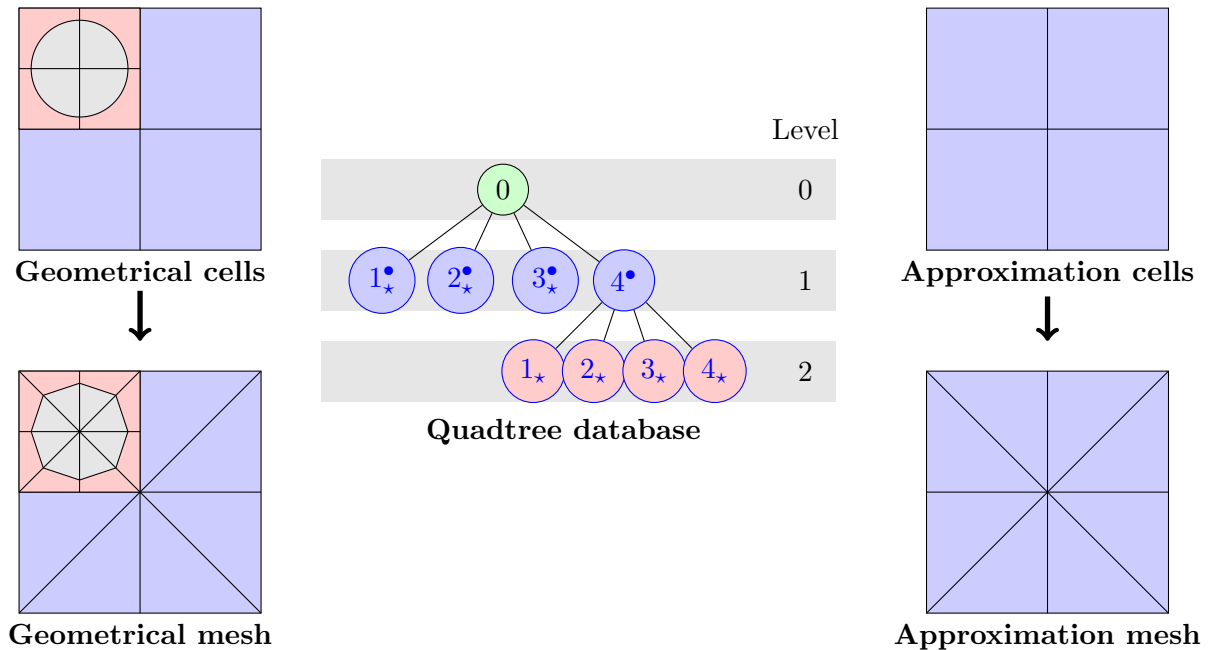 Level
0 0
1•⋆ 2•⋆ 3•⋆ 4• 1
1⋆ 2⋆ 3⋆ 4⋆ 2
Geometrical cells
Quadtree database
Approximation cells
Geometrical mesh
Approximation mesh